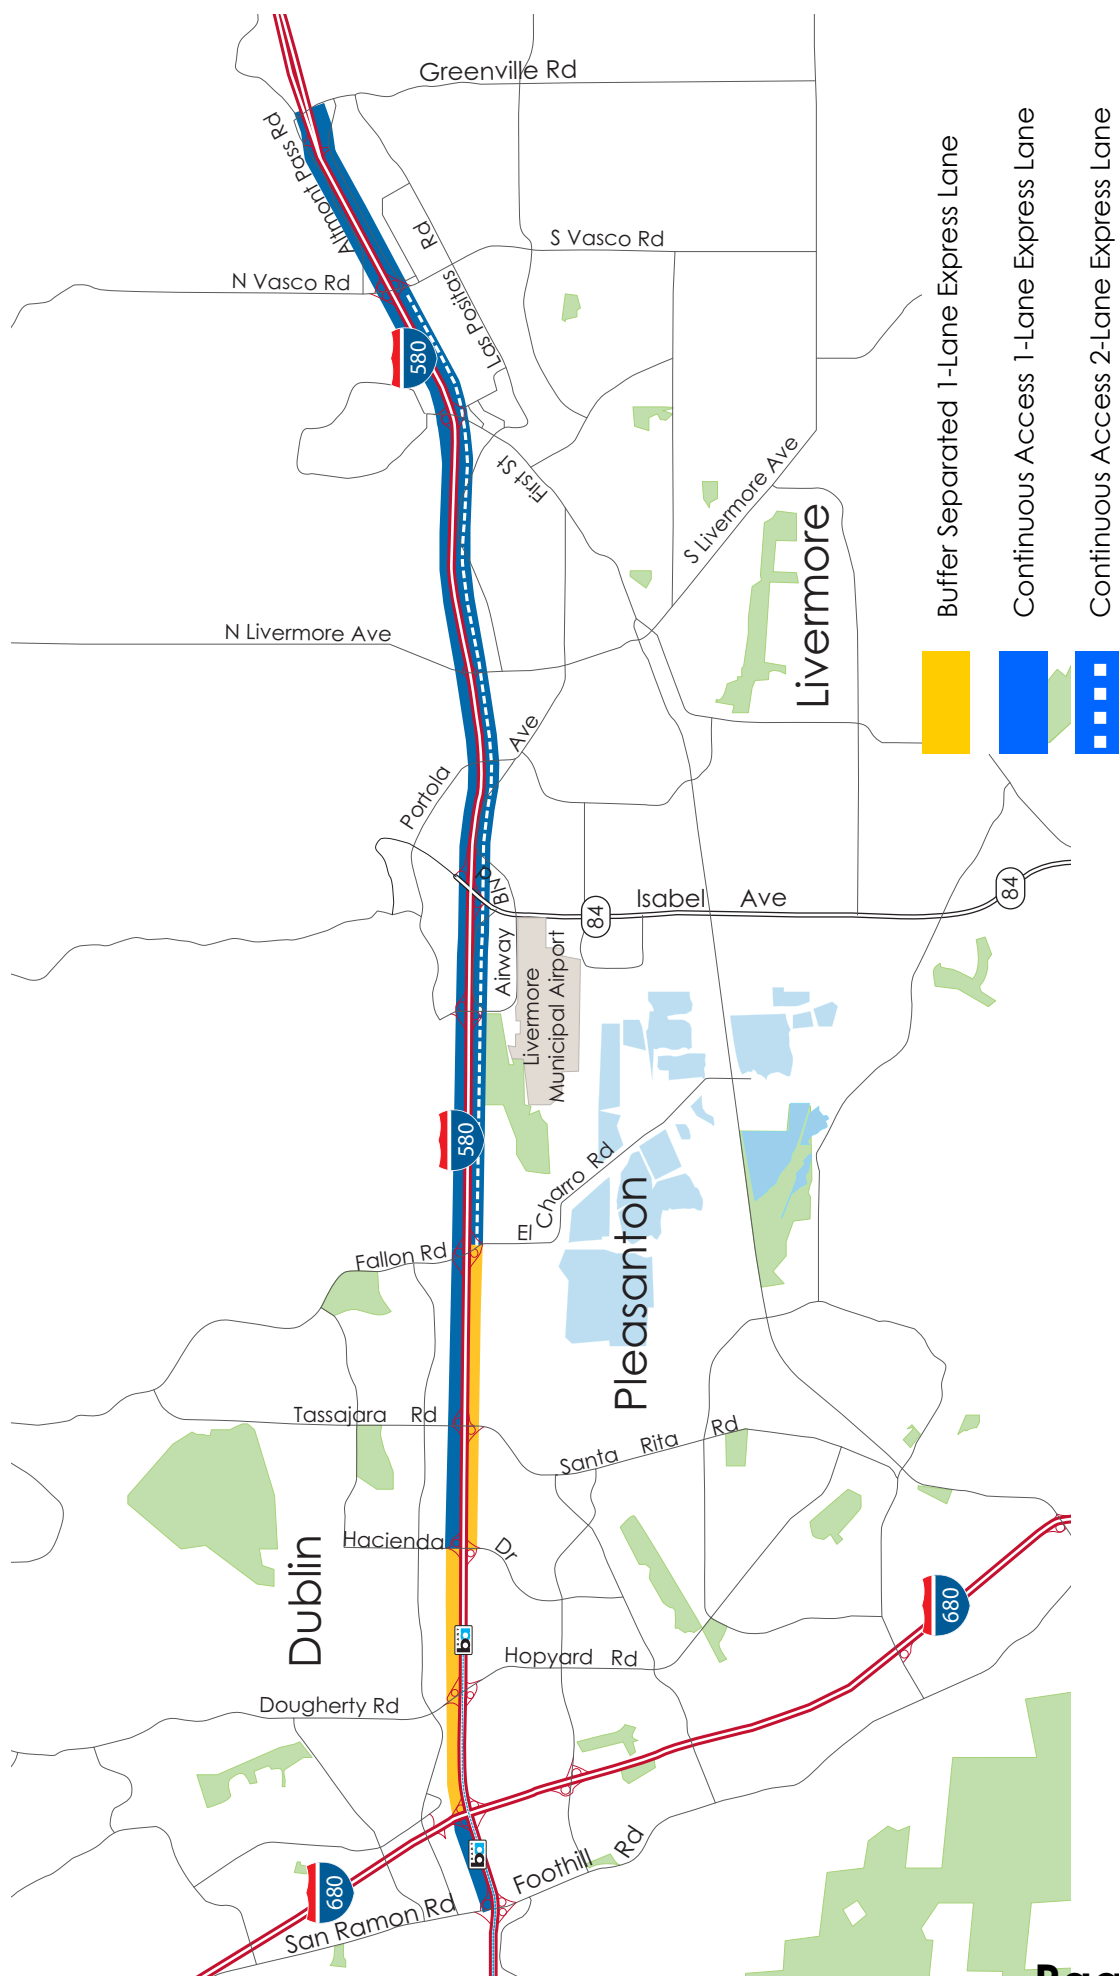 Greenville Rd
Altmont Pass Rd
Las Positas Rd
S Vasco Rd
N Vasco Rd
580
First St
S Livermore Ave
Livermore
N Livermore Ave
Portola Ave
Airway Blvd
84
Isabel Ave
84
Livermore
Municipal Airport
580
El Charro Rd
Fallon Rd
Pleasanton
Tassajara Rd
Santa Rita Rd
Hacienda Dr
Dublin
Hopyard Rd
Dougherty Rd
680
680
San Ramon Rd
Foothill Rd
ba
ba
Buffer Separated 1-Lane Express Lane
Continuous Access 1-Lane Express Lane
Continuous Access 2-Lane Express Lane